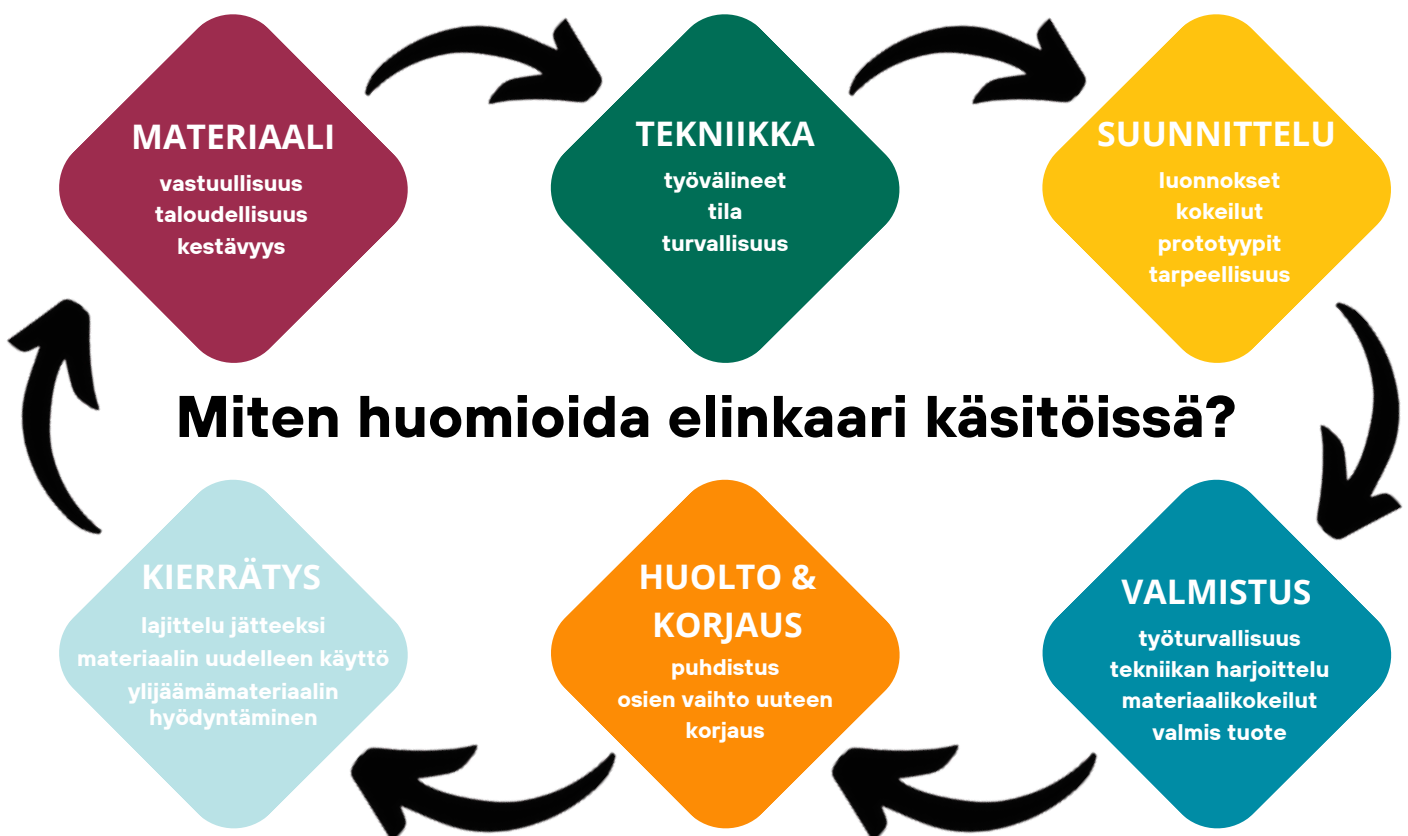 MATERIAALI
vastuullisuus
taloudellisuus
kestävyys
TEKNIIKKA
työvälineet
tila
turvallisuus
SUUNNITTELU
luonnokset
kokeilut
prototyypit
tarpeellisuus
Miten huomioida elinkaari käsitöissä?
KIERRÄTYS
lajittelu jätteeksi
materiaalin uudelleen käyttö
ylijäämämateriaalin
hyödyntäminen
HUOLTO &
KORJAUS
puhdistus
osien vaihto uuteen
korjaus
VALMISTUS
työturvallisuus
tekniikan harjoittelu
materiaalikokeilut
valmis tuote